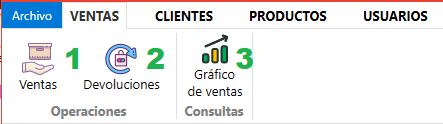 Archivo VENTAS CLIENTES PRODUCTOS USUARIOS
1 2 3
Ventas Devoluciones Gráfico
de ventas
Operaciones Consultas